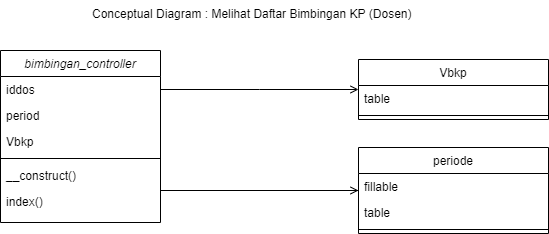 Conceptual Diagram : Melihat Daftar Bimbingan KP (Dosen)
bimbingan_controller
iddos
period
Vbkp
__construct()
index()
Vbkp
table
periode
fillable
table